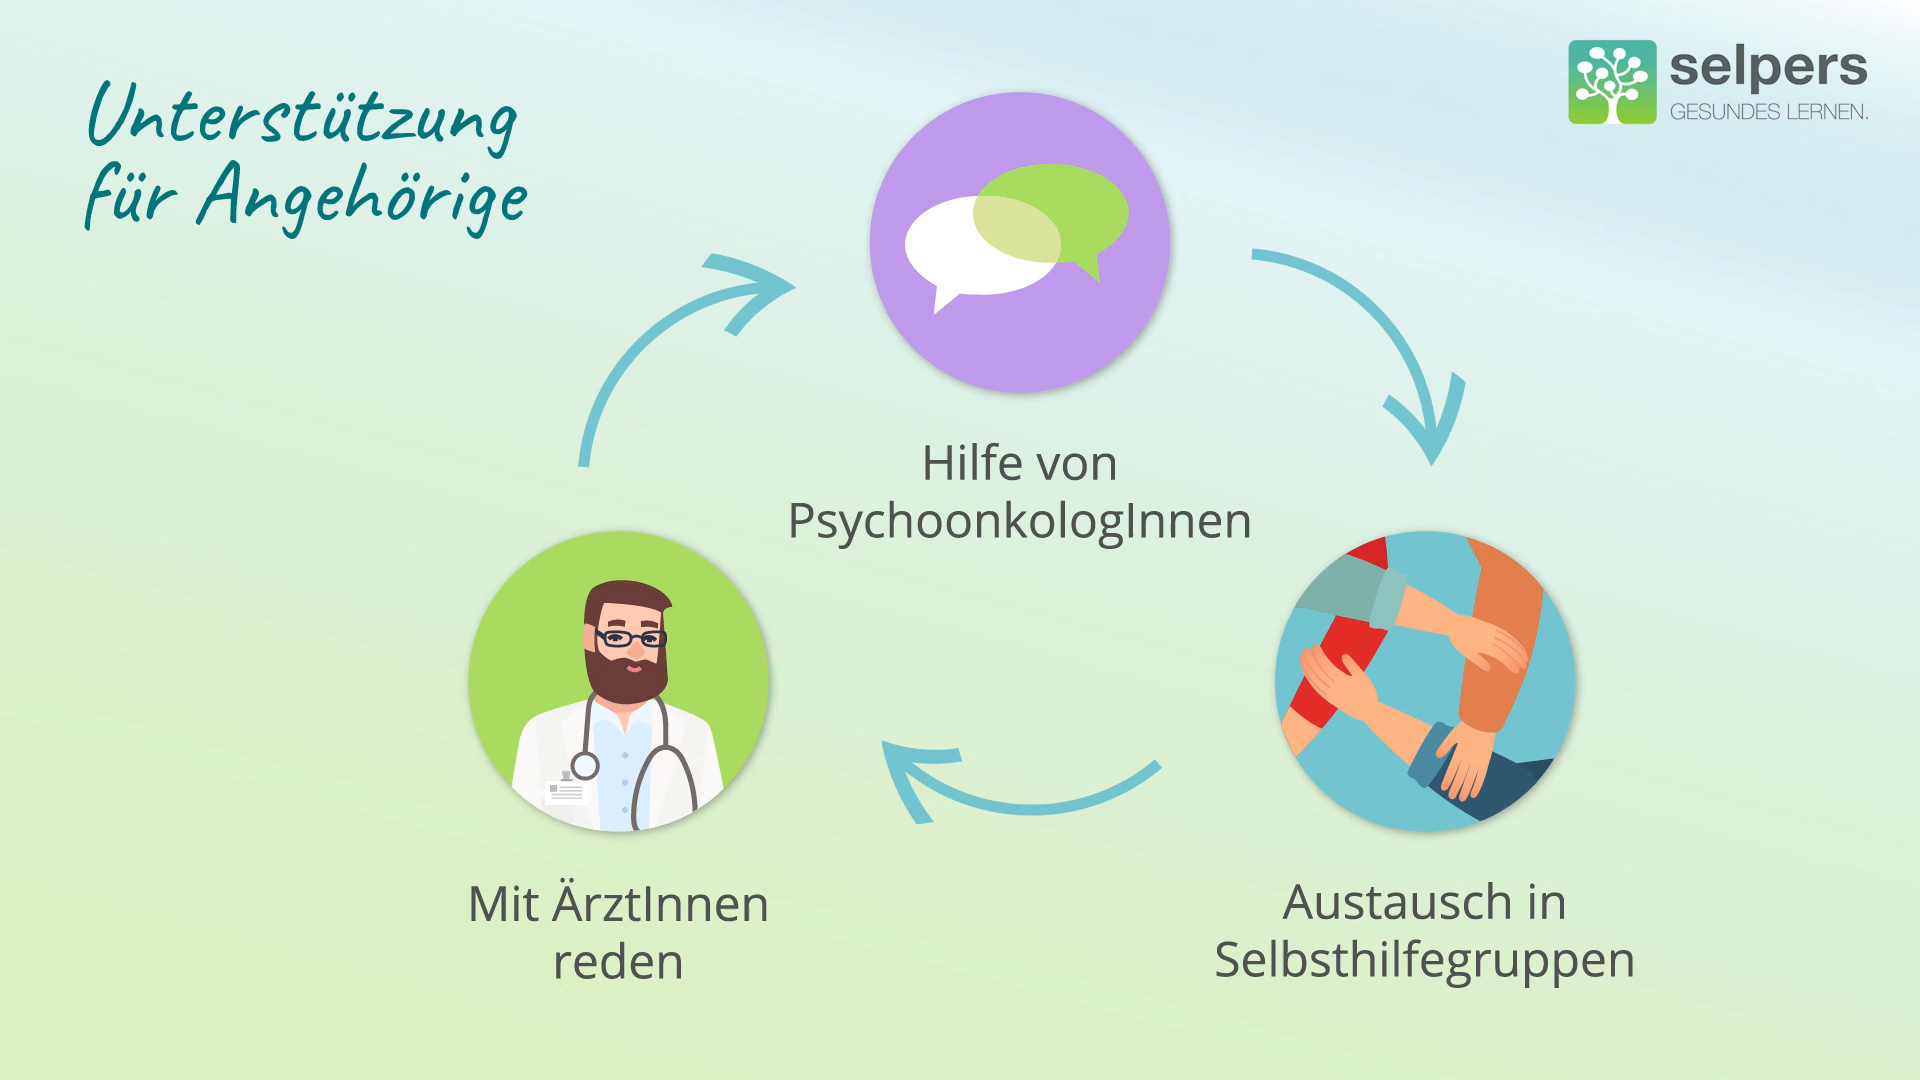 Unterstützung
für Angehörige
selpers
GESUNDES LERNEN.
Hilfe von
PsychoonkologInnen
Mit ÄrztInnen
reden
Austausch in
Selbsthilfegruppen